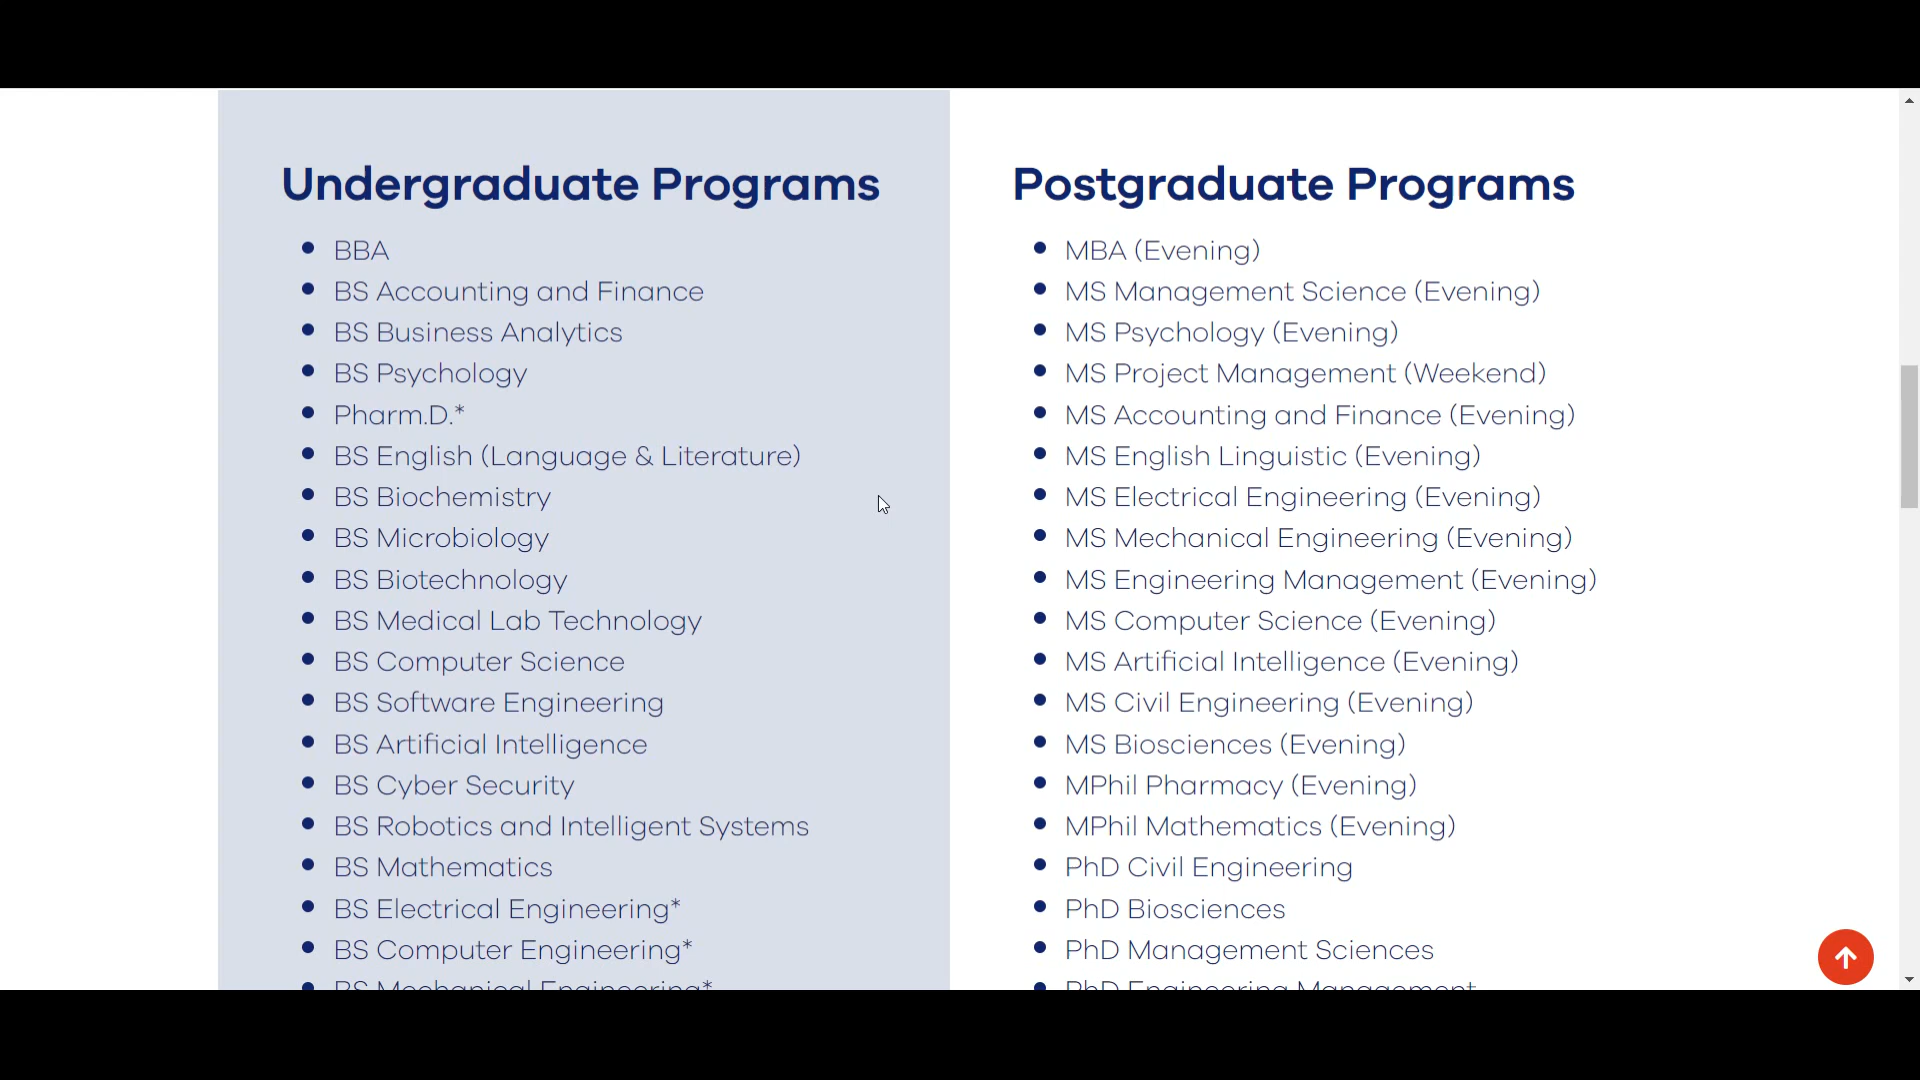 Undergraduate Programs
BBA
BS Accounting and Finance
BS Business Analytics
BS Psychology
Pharm.D.*
BS English (Language & Literature)
BS Biochemistry
BS Microbiology
BS Biotechnology
BS Medical Lab Technology
BS Computer Science
BS Software Engineering
BS Artificial Intelligence
BS Cyber Security
BS Robotics and Intelligent Systems
BS Mathematics
BS Electrical Engineering*
BS Computer Engineering*
BS Mechanical Engineering*
Postgraduate Programs
MBA (Evening)
MS Management Science (Evening)
MS Psychology (Evening)
MS Project Management (Weekend)
MS Accounting and Finance (Evening)
MS English Linguistic (Evening)
MS Electrical Engineering (Evening)
MS Mechanical Engineering (Evening)
MS Engineering Management (Evening)
MS Computer Science (Evening)
MS Artificial Intelligence (Evening)
MS Civil Engineering (Evening)
MS Biosciences (Evening)
MPhil Pharmacy (Evening)
MPhil Mathematics (Evening)
PhD Civil Engineering
PhD Biosciences
PhD Management Sciences
PhD Engineering Management